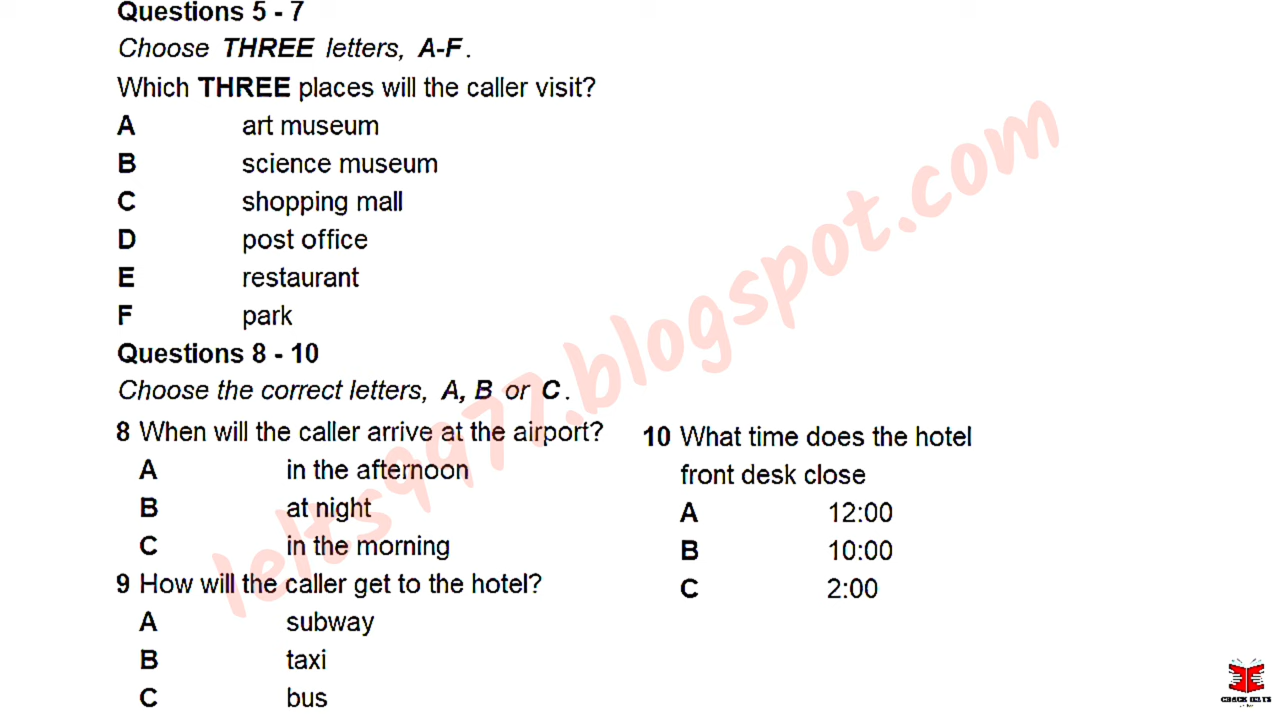 Questions 5 - 7
Choose THREE letters, A-F.
Which THREE places will the caller visit?
A art museum
B science museum
C shopping mall
D post office
E restaurant
F park
Questions 8 - 10
Choose the correct letters, A, B or C.
8 When will the caller arrive at the airport?
A in the afternoon
B at night
C in the morning
9 How will the caller get to the hotel?
A subway
B taxi
C bus
10 What time does the hotel
front desk close
A 12:00
B 10:00
C 2:00
Ielts9977.blogspot.com
CRACK IELTS